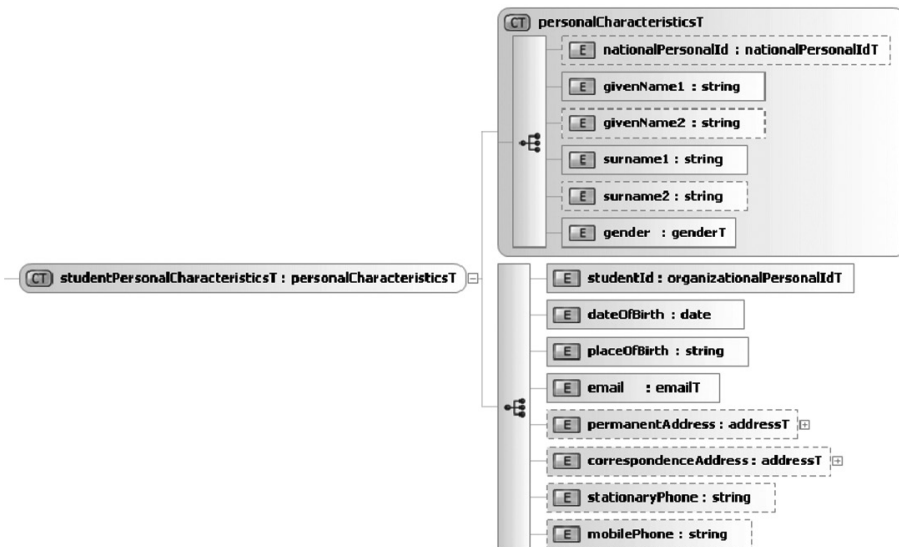 CT personalCharacteristicsT
E nationalPersonalId : nationalPersonalIdT
E givenName1 : string
E givenName2 : string
E surname1 : string
E surname2 : string
E gender : genderT
CT studentPersonalCharacteristicsT : personalCharacteristicsT
E studentId : organizationalPersonalIdT
E dateOfBirth : date
E placeOfBirth : string
E email : emailT
E permanentAddress : addressT
E correspondenceAddress : addressT
E stationaryPhone : string
E mobilePhone : string